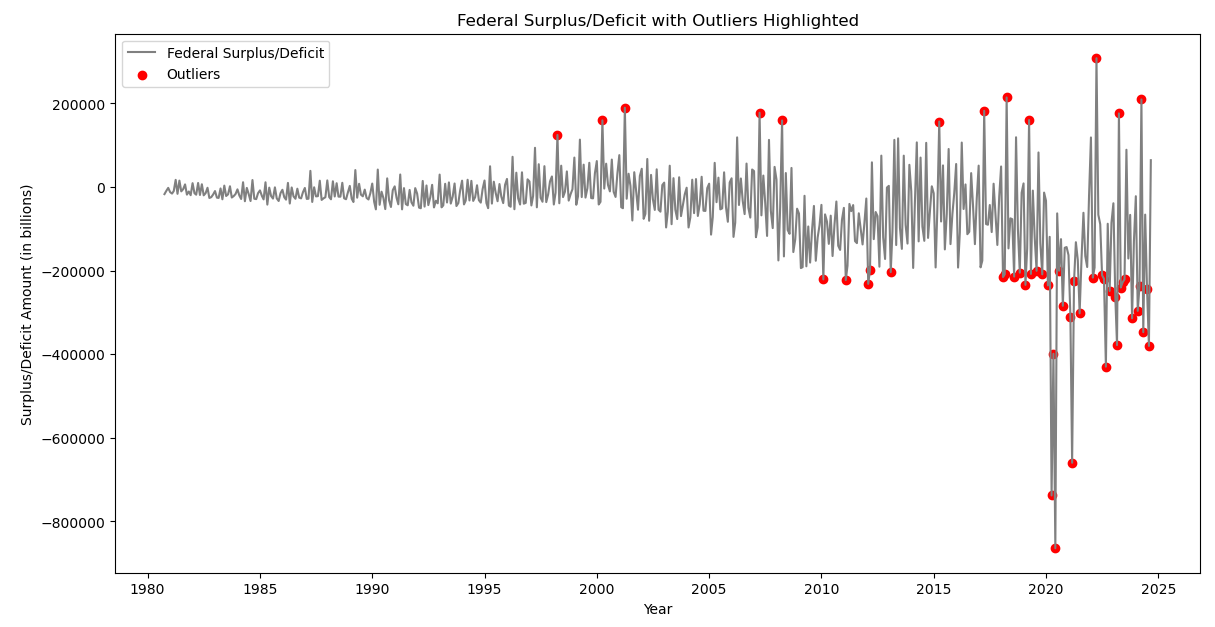 Federal Surplus/Deficit with Outliers Highlighted
Federal Surplus/Deficit
Outliers
Surplus/Deficit Amount (in billions)
200000
0
−200000
−400000
−600000
−800000
1980 1985 1990 1995 2000 2005 2010 2015 2020 2025
Year